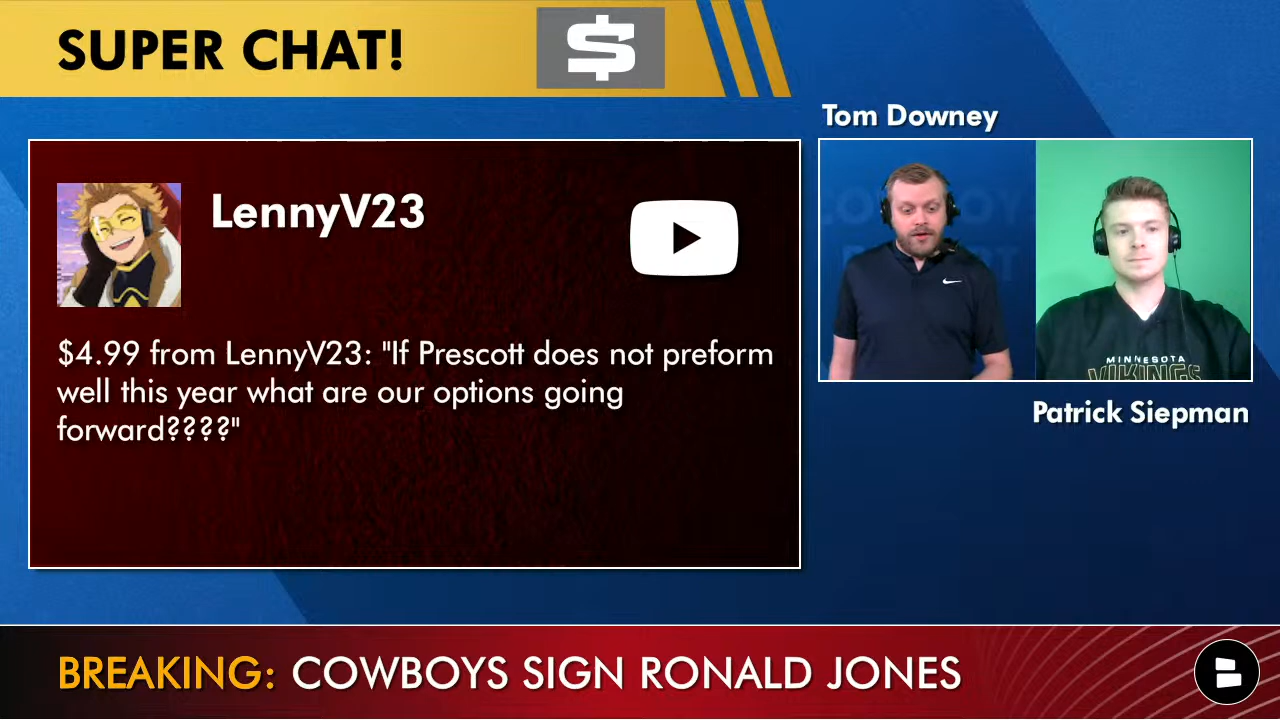 SUPER CHAT!
$
Tom Downey
LennyV23
$4.99 from LennyV23: "If Prescott does not preform
well this year what are our options going
forward????"
MINNESOTA
VIKINGS
Patrick Siepman
BREAKING: COWBOYS SIGN RONALD JONES